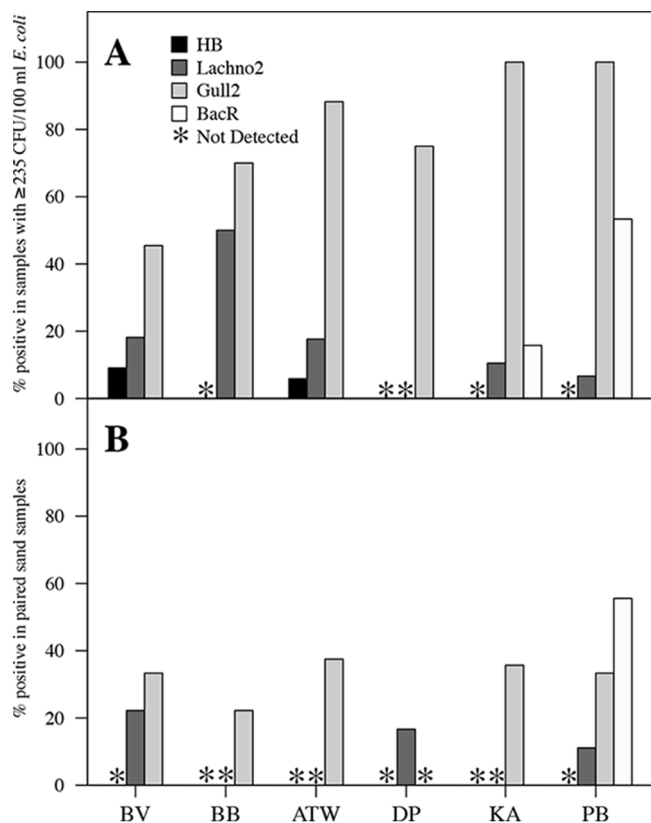 A
HB
Lachno2
Gull2
BacR
* Not Detected
% positive in samples with ≥235 CFU/100 ml E. coli
100
80
60
40
20
0
* ** * *
B
% positive in paired sand samples
100
80
60
40
20
0
* ** ** * * ** *
BV BB ATW DP KA PB